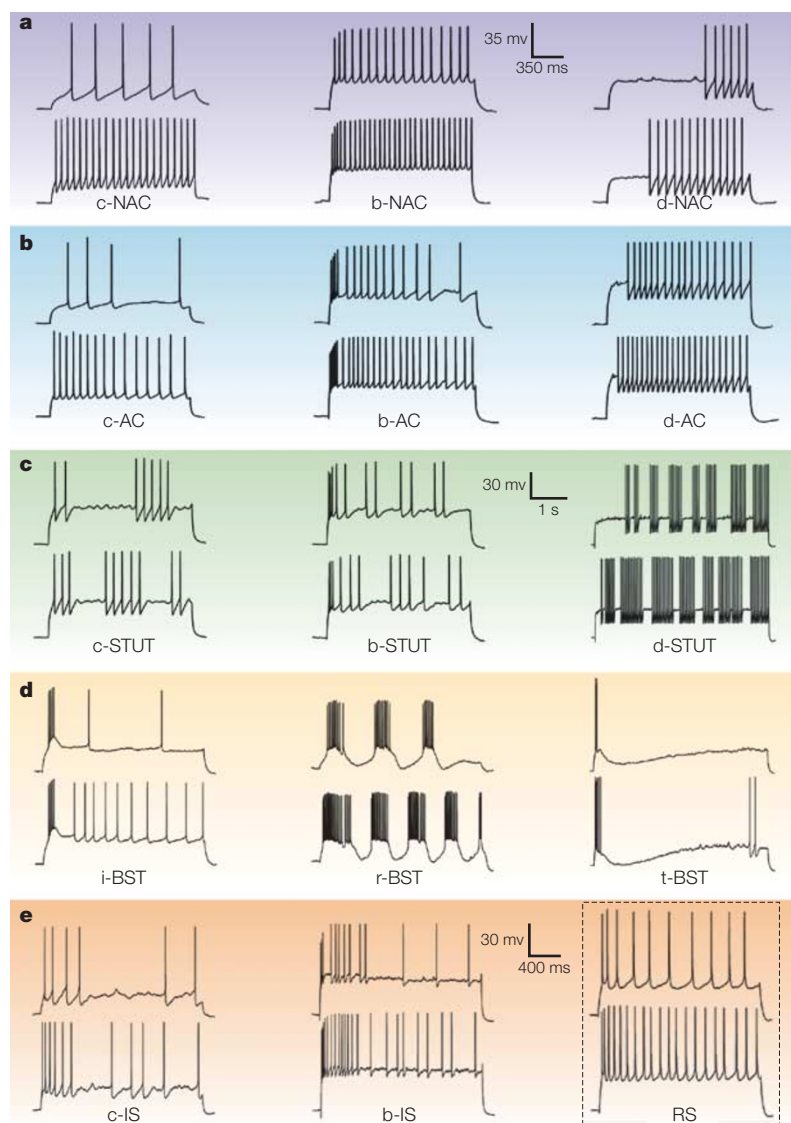 a
35 mv
350 ms
c-NAC b-NAC d-NAC
b
c-AC b-AC d-AC
c
30 mv
1 s
c-STUT b-STUT d-STUT
d
i-BST r-BST t-BST
e
30 mv
400 ms
c-IS b-IS RS